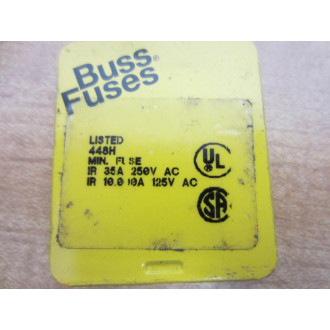 Buss®
Fuses
LISTED
448H
MIN. FUSE
IR 35A 250V AC
IR 10,000A 125V AC
UL
SA